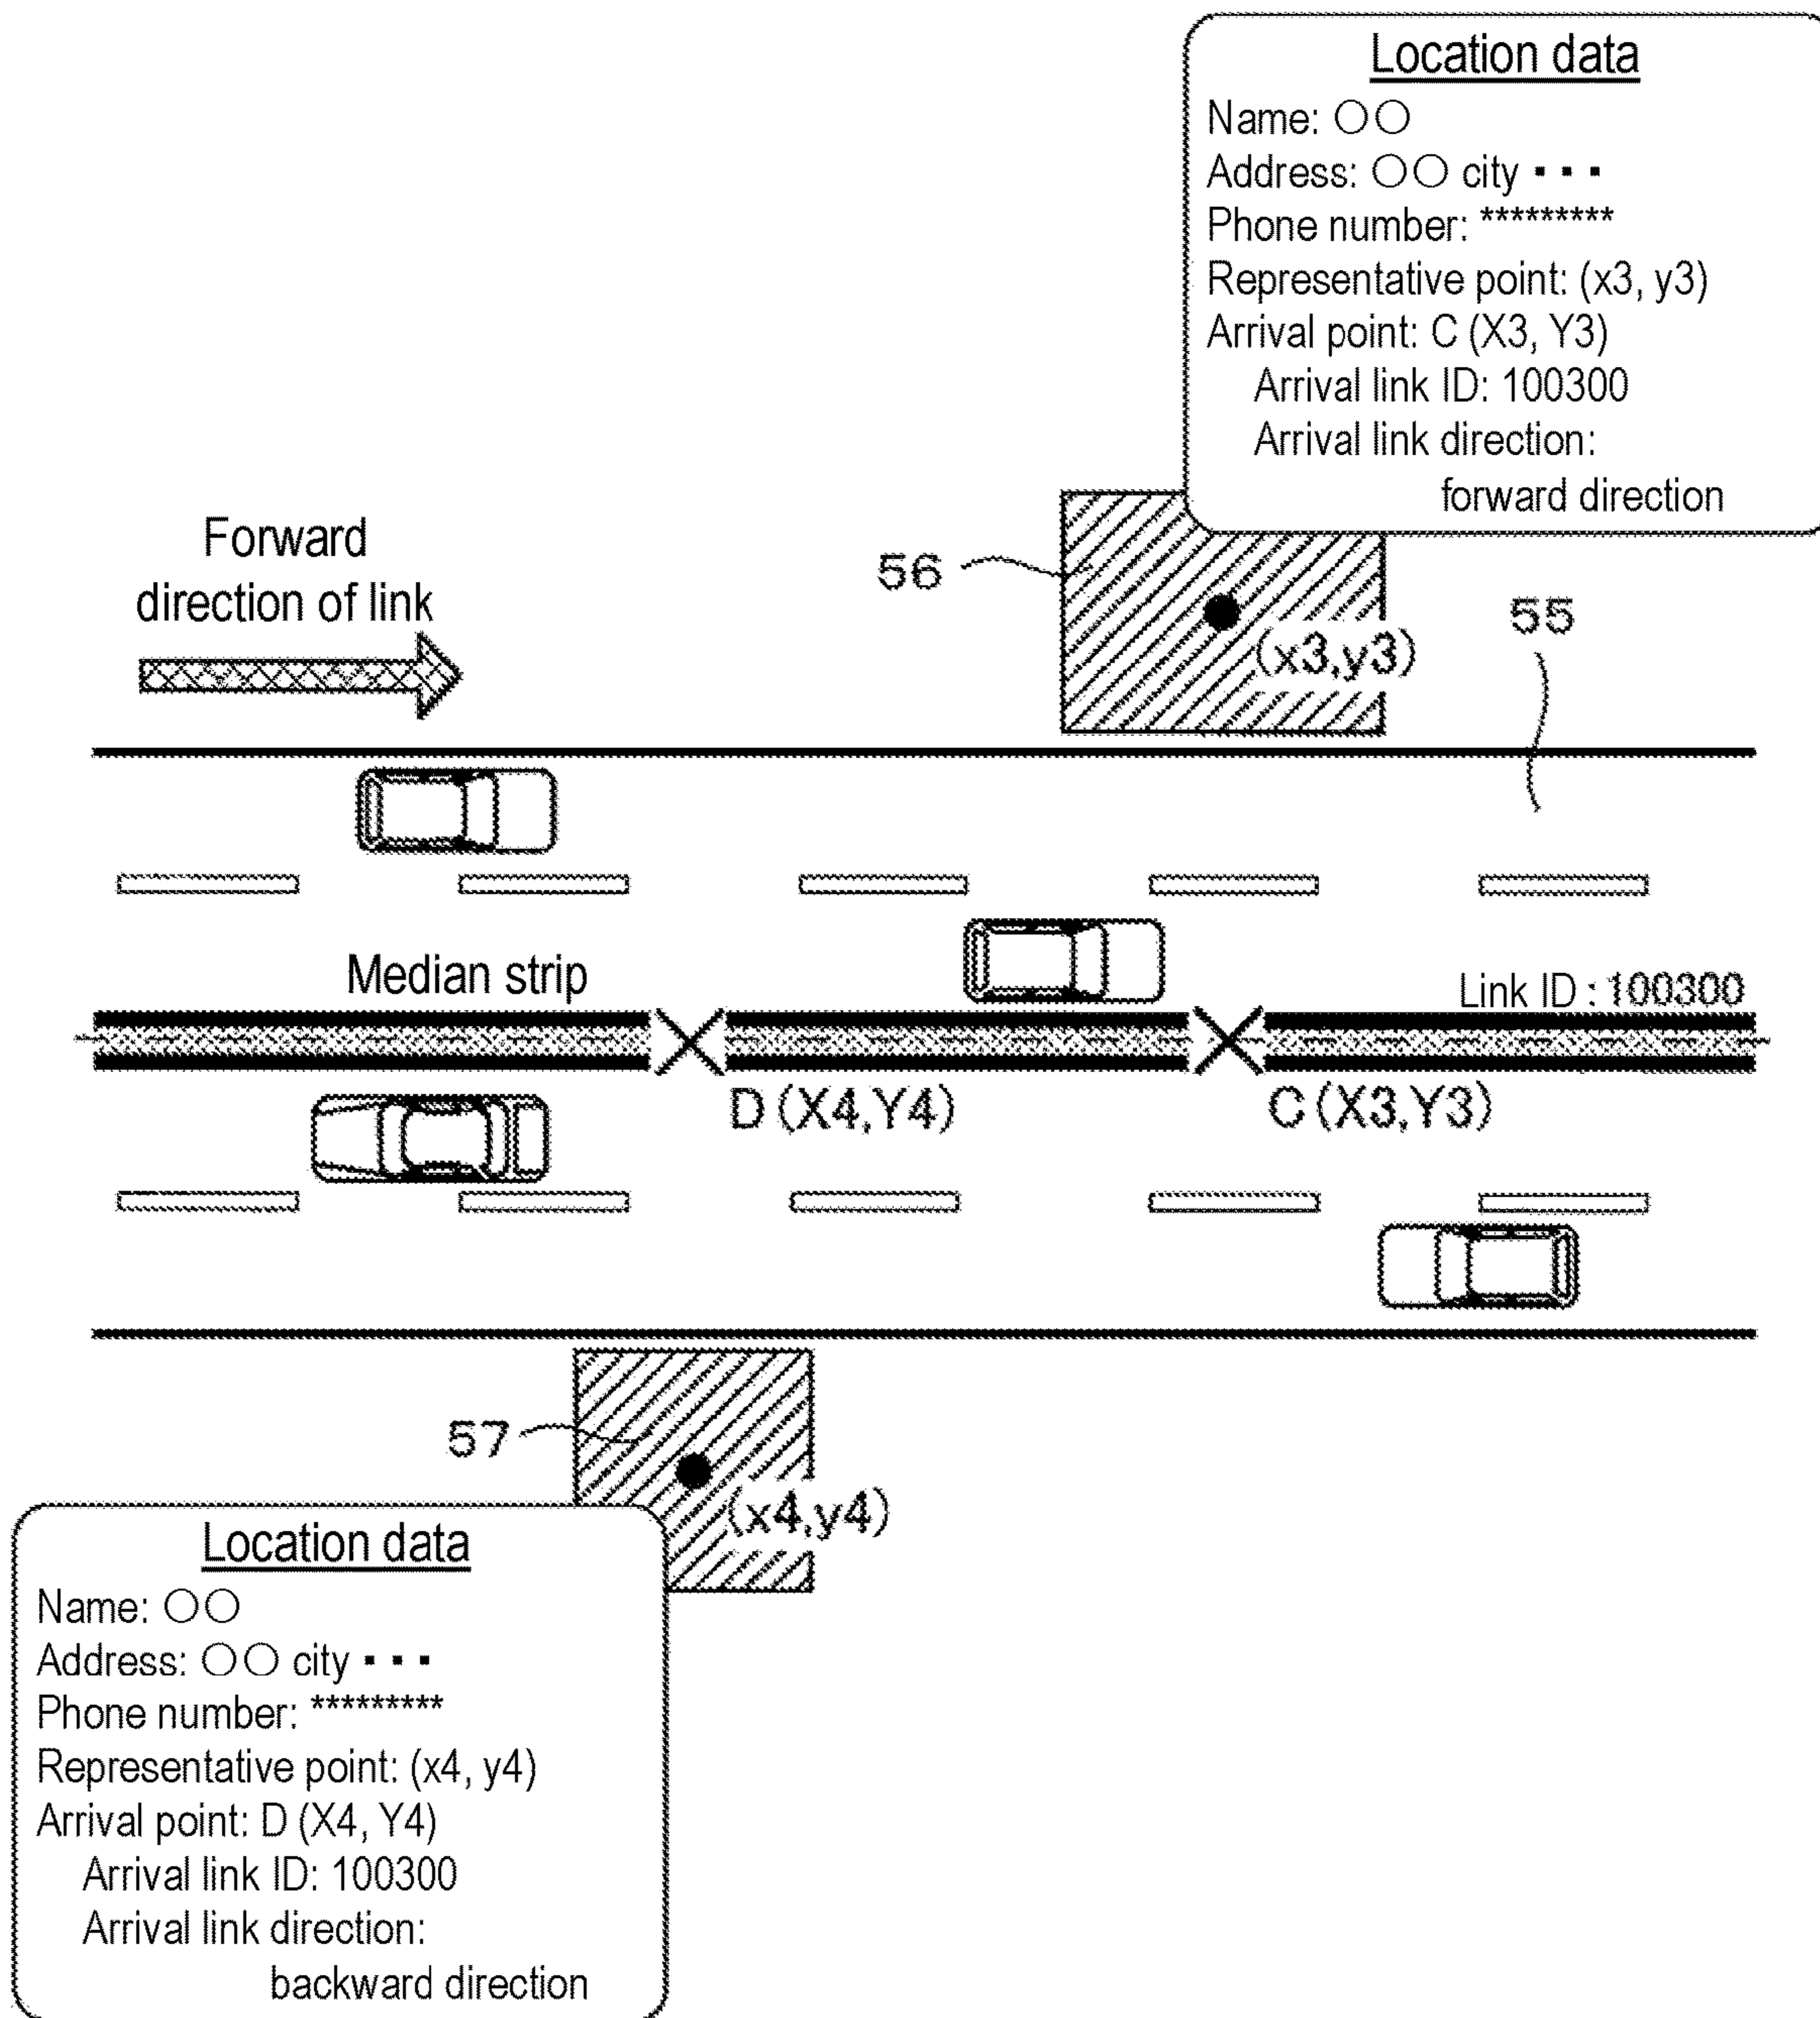 Location data
Name: ○○
Address: ○○ city ▪ ▪ ▪
Phone number: *********
Representative point: (x3, y3)
Arrival point: C (X3, Y3)
Arrival link ID: 100300
Arrival link direction:
forward direction
Forward
direction of link
56
(x3,y3)
55
Median strip
Link ID : 100300
D (X4,Y4)
C (X3,Y3)
57
(x4,y4)
Location data
Name: ○○
Address: ○○ city ▪ ▪ ▪
Phone number: *********
Representative point: (x4, y4)
Arrival point: D (X4, Y4)
Arrival link ID: 100300
Arrival link direction:
backward direction